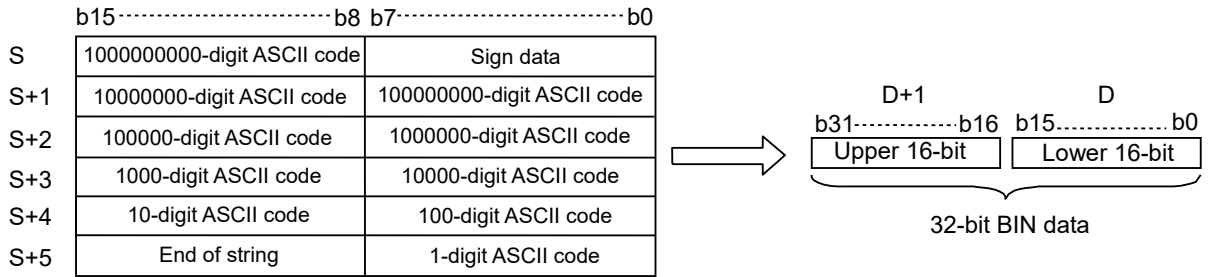 b15 b8 b7 b0
S 1000000000-digit ASCII code Sign data
S+1 10000000-digit ASCII code 100000000-digit ASCII code
S+2 100000-digit ASCII code 1000000-digit ASCII code
S+3 1000-digit ASCII code 10000-digit ASCII code
S+4 10-digit ASCII code 100-digit ASCII code
S+5 End of string 1-digit ASCII code
D+1 D
b31 b16 b15 b0
Upper 16-bit Lower 16-bit
32-bit BIN data